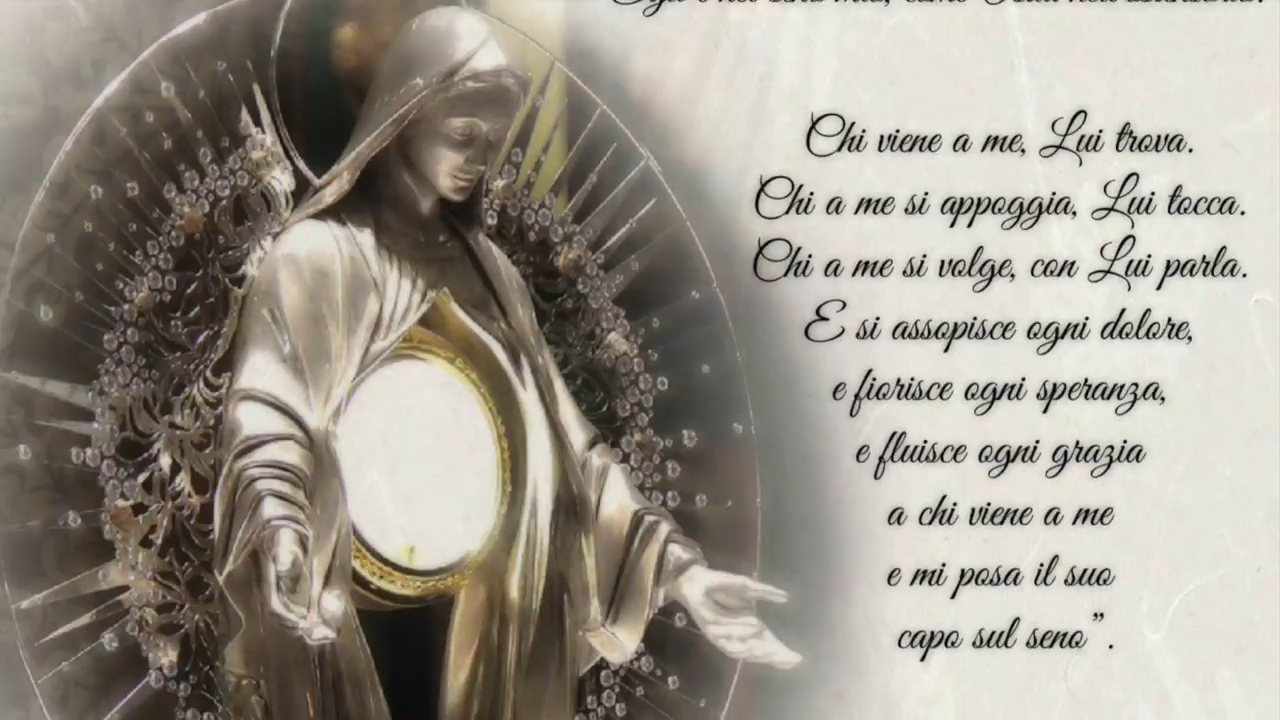 Chi viene a me, Lui trova.
Chi a me si appoggia, Lui tocca.
Chi a me si volge, con Lui parla.
E si assopisce ogni dolore,
e fiorisce ogni speranza,
e fluisce ogni grazia
a chi viene a me
e mi posa il suo
capo sul seno”.